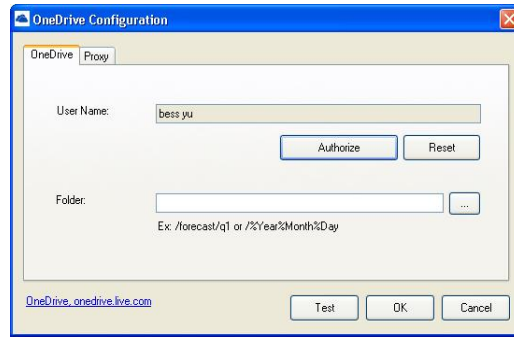 OneDrive Configuration
OneDrive Proxy
User Name: bess yu
Authorize Reset
Folder: ...
Ex: /forecast/q1 or /%Year%Month%Day
OneDrive, onedrive.live.com Test OK Cancel